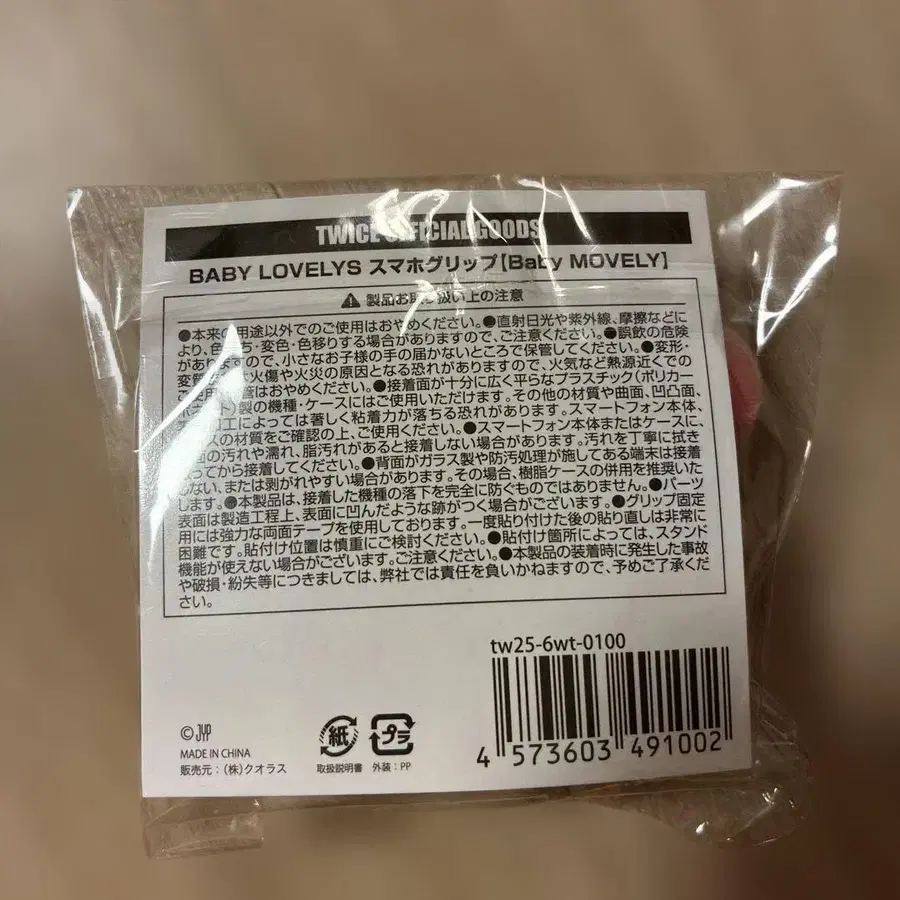 TWICE OFFICIAL GOODS
BABY LOVELYS スマホグリップ【Baby MOVELY】
製品お取り扱い上の注意
●本来の用途以外でのご使用はおやめください。●直射日光や紫外線、摩擦などに
より、色落ち・変色・色移りする場合がありますので、ご注意ください。●誤飲の危険
がありますので、小さなお子様の手の届かないところで保管してください。●変形・
変質、火傷や火災の原因となる恐れがありますので、火気など熱源近くでの
ご使用・保管はおやめください。●接着面が十分に広く平らなプラスチック(ポリカー
ボネート)製の機種・ケースにはご使用いただけます。その他の材質や曲面、凹凸面、
加工によっては著しく粘着力が落ちる恐れがあります。スマートフォン本体、
ケースの材質をご確認の上、ご使用ください。●スマートフォン本体またはケースに、
面の汚れや濡れ、脂汚れがあると接着しない場合があります。汚れを丁寧に拭き
取ってから接着してください。●背面がガラス製や防汚処理が施してある端末は接着
しない、または剥がれやすい場合があります。その場合、樹脂ケースの併用を推奨いた
します。●本製品は、接着した機種の落下を完全に防ぐものではありません。●パーツ
表面は製造工程上、表面に凹んだような跡がつく場合がございます。●グリップ固定
用には強力な両面テープを使用しております。一度貼り付けた後の貼り直しは非常に
困難です。貼付け位置は慎重にご検討ください。●貼付け箇所によっては、スタンド
機能が使えない場合がございます。ご注意ください。●本製品の装着時に発生した事故
や破損・紛失等につきましては、弊社では責任を負いかねますので、予めご了承くだ
さい。
tw25-6wt-0100
4 573603 491002
© JYP
MADE IN CHINA
販売元:(株)クオラス
紙
取扱説明書
プラ
外装:PP